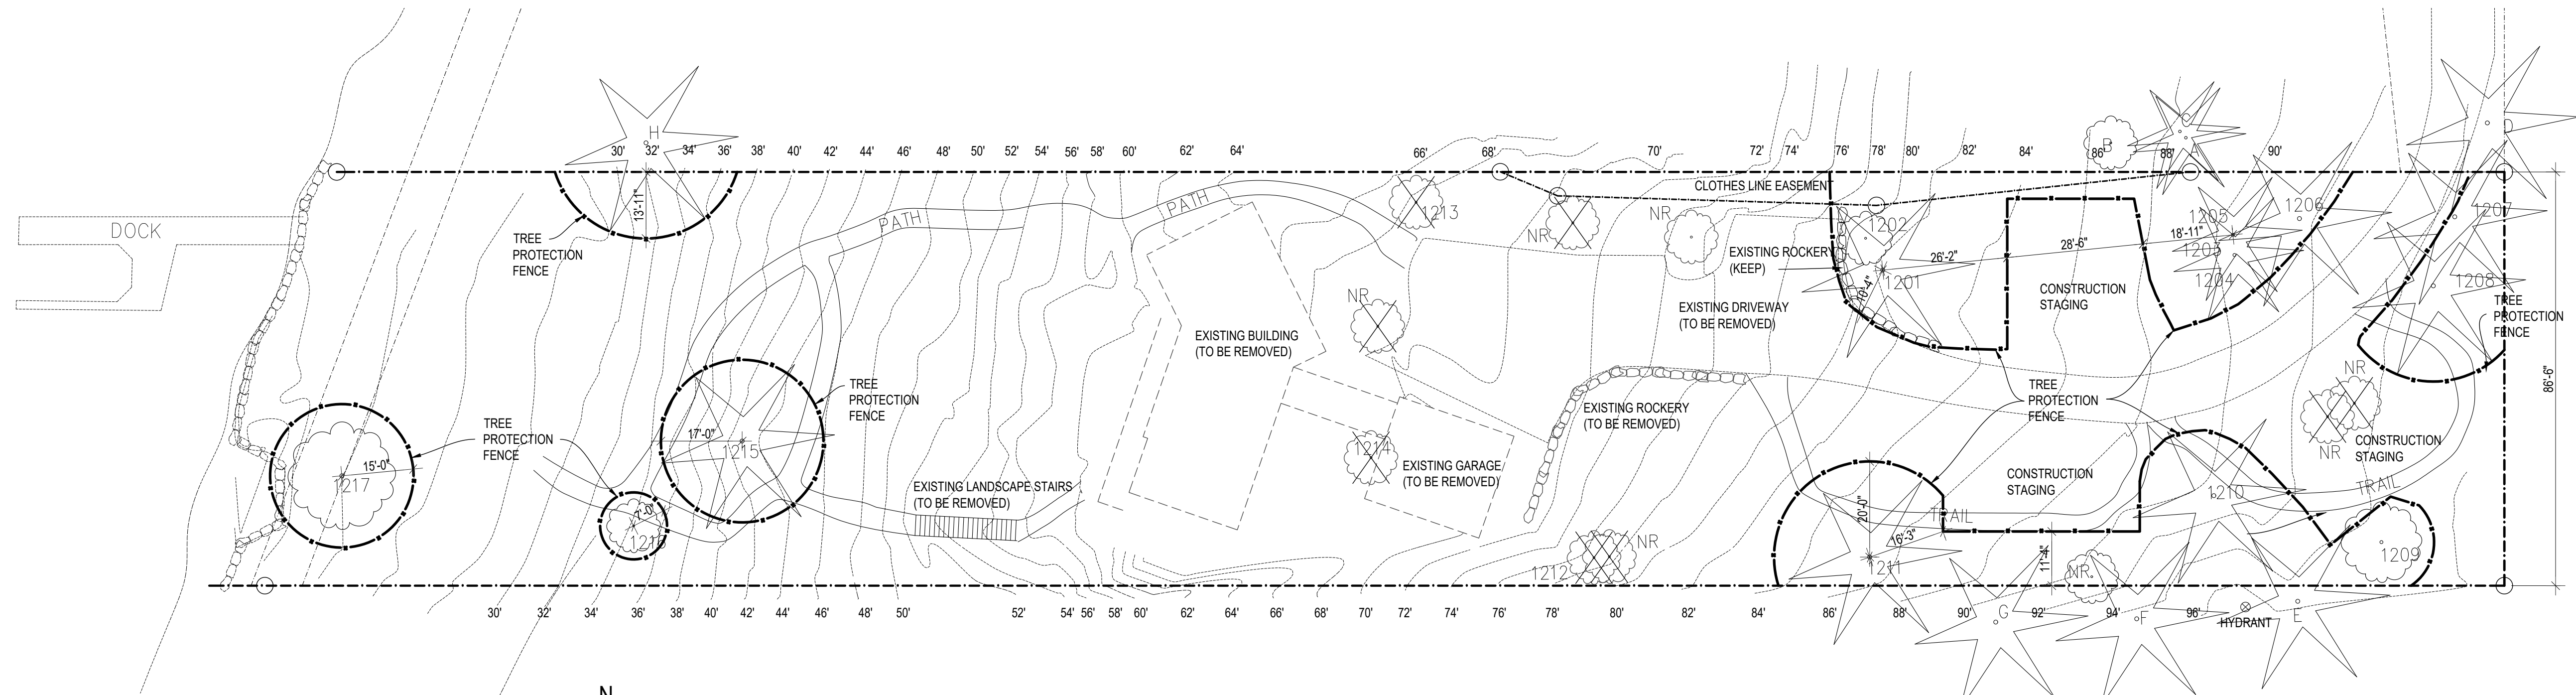 DOCK
H
30'
32'
34'
36'
38'
40'
42'
44'
46'
48'
50'
52'
54'
56'
58'
60'
62'
64'
66'
68'
70'
72'
74'
76'
78'
80'
82'
84'
86'
88'
90'
B
C
A
D
CLOTHES LINE EASEMENT
13'-11"
TREE
PROTECTION
FENCE
PATH
PATH
1213
NR
NR
1202
EXISTING ROCKERY
(KEEP)
26'-2"
28'-6"
18'-11"
1205
1206
1203
1204
1207
1208
1201
10'-4"
CONSTRUCTION
STAGING
TREE
PROTECTION
FENCE
NR
EXISTING DRIVEWAY
(TO BE REMOVED)
EXISTING BUILDING
(TO BE REMOVED)
TREE
PROTECTION
FENCE
TREE
PROTECTION
FENCE
86'-6"
NR
EXISTING ROCKERY
(TO BE REMOVED)
TREE
PROTECTION
FENCE
17'-0"
1215
1214
CONSTRUCTION
STAGING
NR
15'-0"
1217
EXISTING GARAGE
(TO BE REMOVED)
CONSTRUCTION
STAGING
EXISTING LANDSCAPE STAIRS
(TO BE REMOVED)
7'-0"
1216
20'-0"
TRAIL
1210
TRAIL
16'-3"
11'-4"
NR
1212
1211
NR
1209
30'
32'
34'
36'
38'
40'
42'
44'
46'
48'
50'
52'
54'
56'
58'
60'
62'
64'
66'
68'
70'
72'
74'
76'
78'
80'
82'
84'
86'
88'
90'
92'
94'
96'
G
F
HYDRANT
E
N